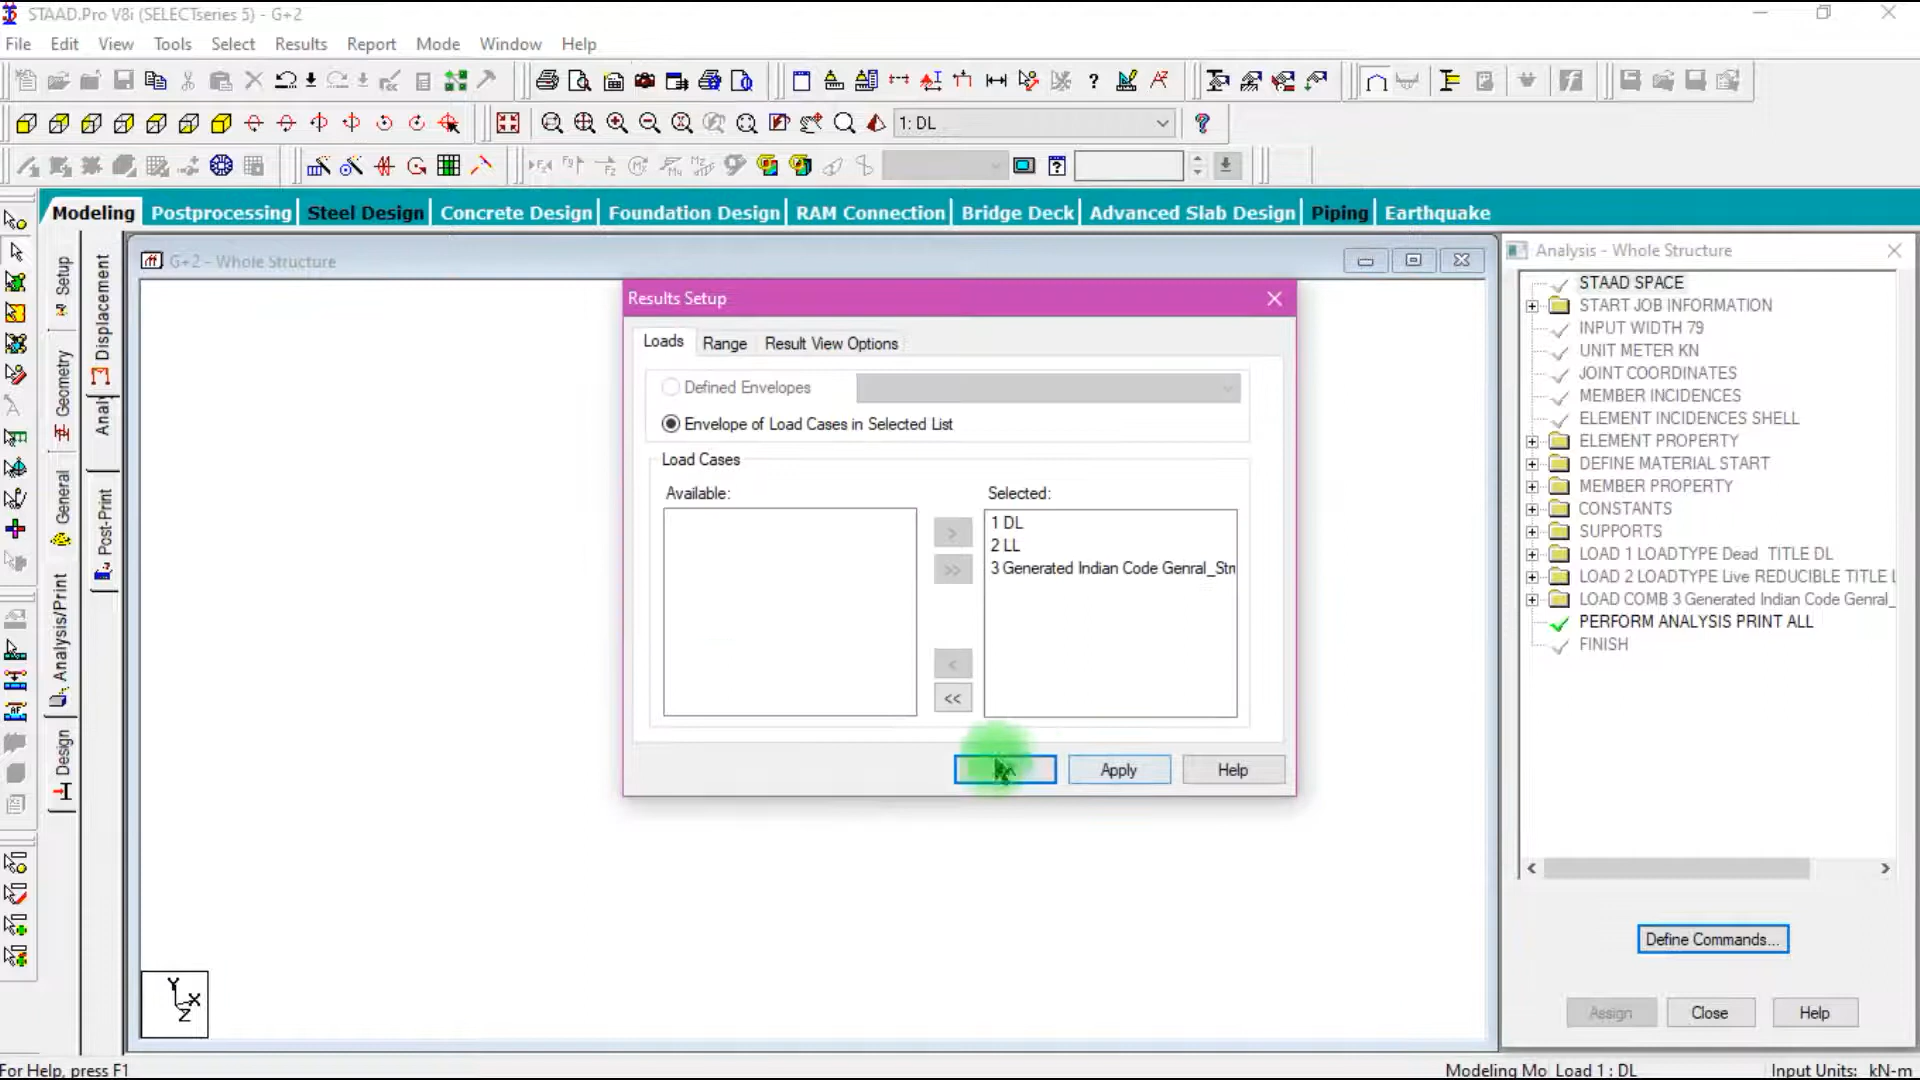 STAAD.Pro V8i (SELECTseries 5) - G+2
File Edit View Tools Select Results Report Mode Window Help
1: DL
Modeling Postprocessing Steel Design Concrete Design Foundation Design RAM Connection Bridge Deck Advanced Slab Design Piping Earthquake
Setup
Geometry
General
Analysis/Print
Design
Displacement
Anal
Post-Print
G+2 - Whole Structure
Results Setup
Loads Range Result View Options
Defined Envelopes
Envelope of Load Cases in Selected List
Load Cases
Available: Selected:
1 DL
2 LL
3 Generated Indian Code Genral_Stru
>
>>
<
<<
Apply Help
Y
X
Z
Analysis - Whole Structure
STAAD SPACE
START JOB INFORMATION
INPUT WIDTH 79
UNIT METER KN
JOINT COORDINATES
MEMBER INCIDENCES
ELEMENT INCIDENCES SHELL
ELEMENT PROPERTY
DEFINE MATERIAL START
MEMBER PROPERTY
CONSTANTS
SUPPORTS
LOAD 1 LOADTYPE Dead TITLE DL
LOAD 2 LOADTYPE Live REDUCIBLE TITLE L
LOAD COMB 3 Generated Indian Code Genral_
PERFORM ANALYSIS PRINT ALL
FINISH
Define Commands...
Assign Close Help
For Help, press F1
Modeling Mo Load 1 : DL Input Units: kN-m